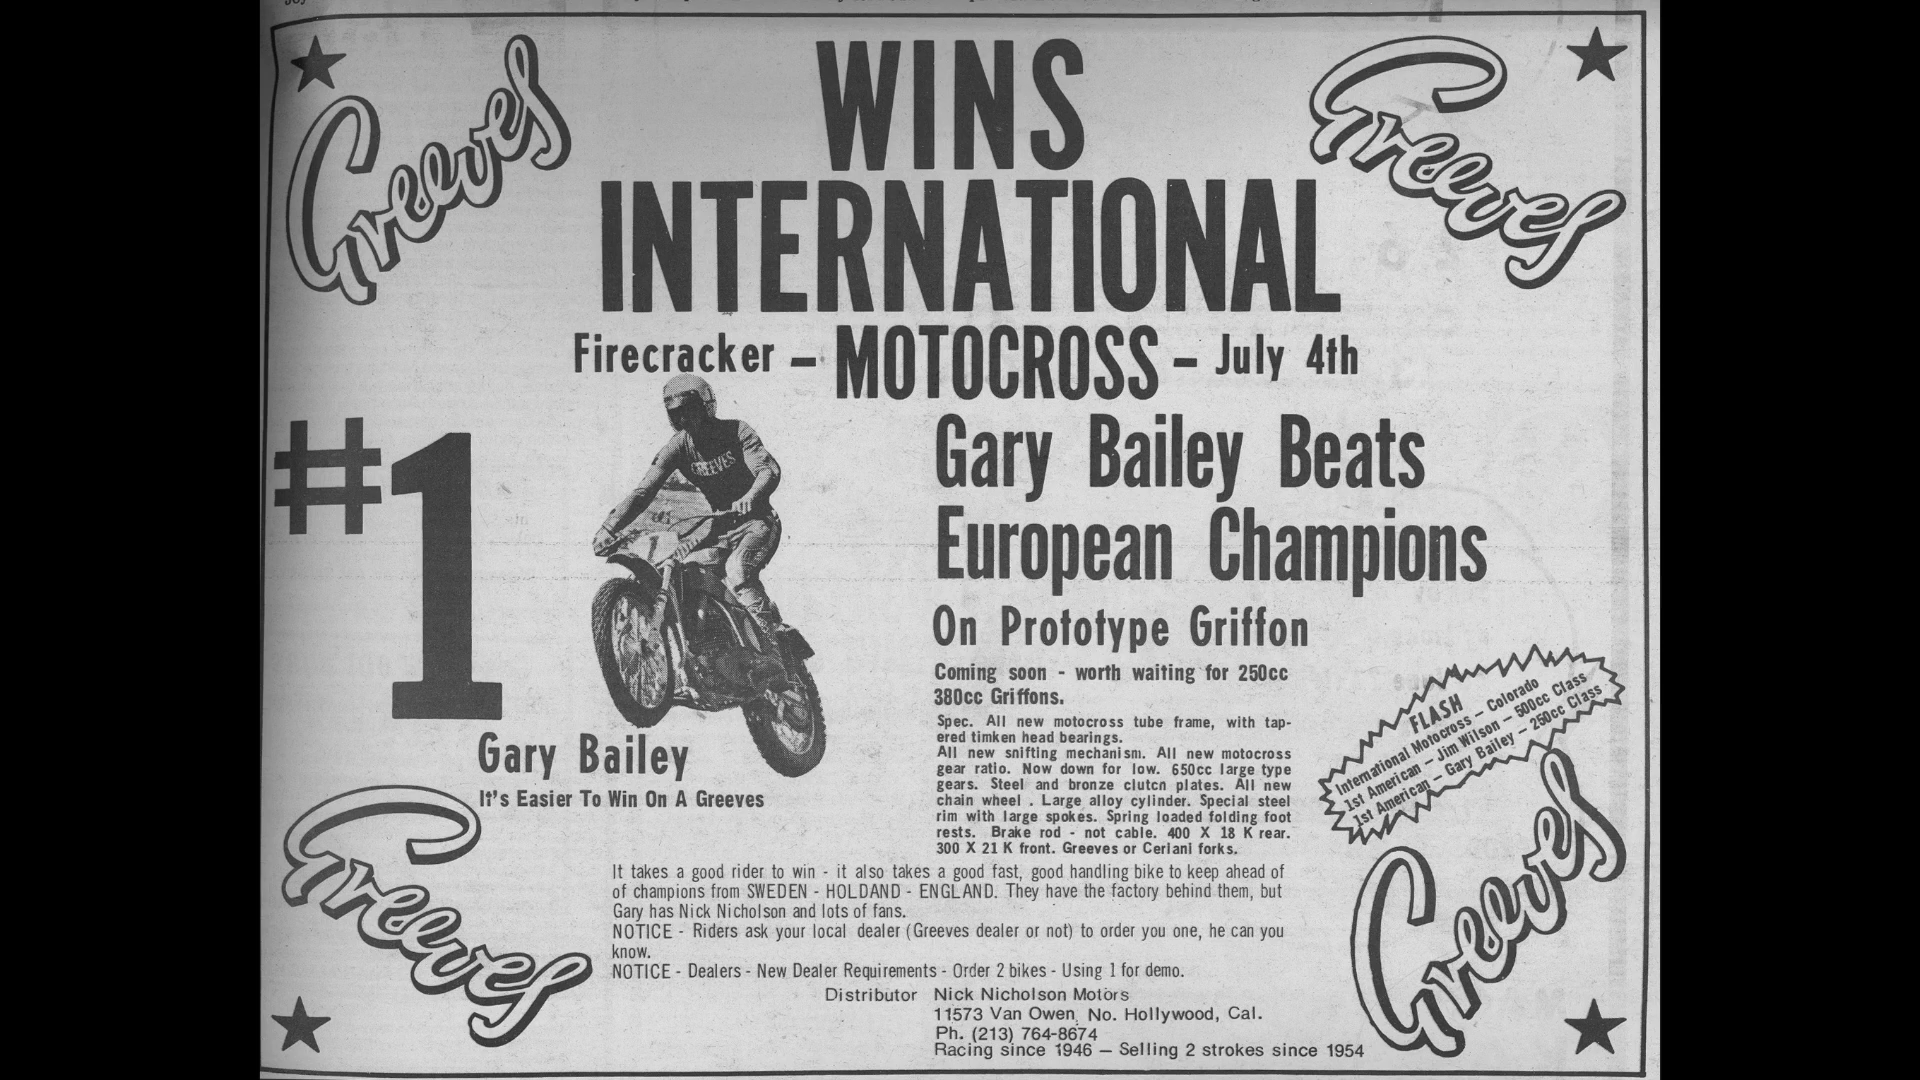 Greeves
WINS
Greeves
INTERNATIONAL
Firecracker - MOTOCROSS - July 4th
#1
GREEVES
1
Gary Bailey Beats
European Champions
On Prototype Griffon
Coming soon - worth waiting for 250cc
380cc Griffons.
Spec. All new motocross tube frame, with tap-
ered timken head bearings.
All new snifting mechanism. All new motocross
gear ratio. Now down for low. 650cc large type
gears. Steel and bronze clutcn plates. All new
chain wheel . Large alloy cylinder. Special steel
rim with large spokes. Spring loaded folding foot
rests. Brake rod - not cable. 400 X 18 K rear.
300 X 21 K front. Greeves or Ceriani forks.
FLASH
International Motocross - Colorado
1st American - Jim Wilson - 500cc Class
1st American - Gary Bailey - 250cc Class
Gary Bailey
It's Easier To Win On A Greeves
Greeves
Greeves
It takes a good rider to win - it also takes a good fast, good handling bike to keep ahead of
of champions from SWEDEN - HOLDAND - ENGLAND. They have the factory behind them, but
Gary has Nick Nicholson and lots of fans.
NOTICE - Riders ask your local dealer (Greeves dealer or not) to order you one, he can you
know.
NOTICE - Dealers - New Dealer Requirements - Order 2 bikes - Using 1 for demo.
Distributor Nick Nicholson Motors
11573 Van Owen, No. Hollywood, Cal.
Ph. (213) 764-8674
Racing since 1946 — Selling 2 strokes since 1954